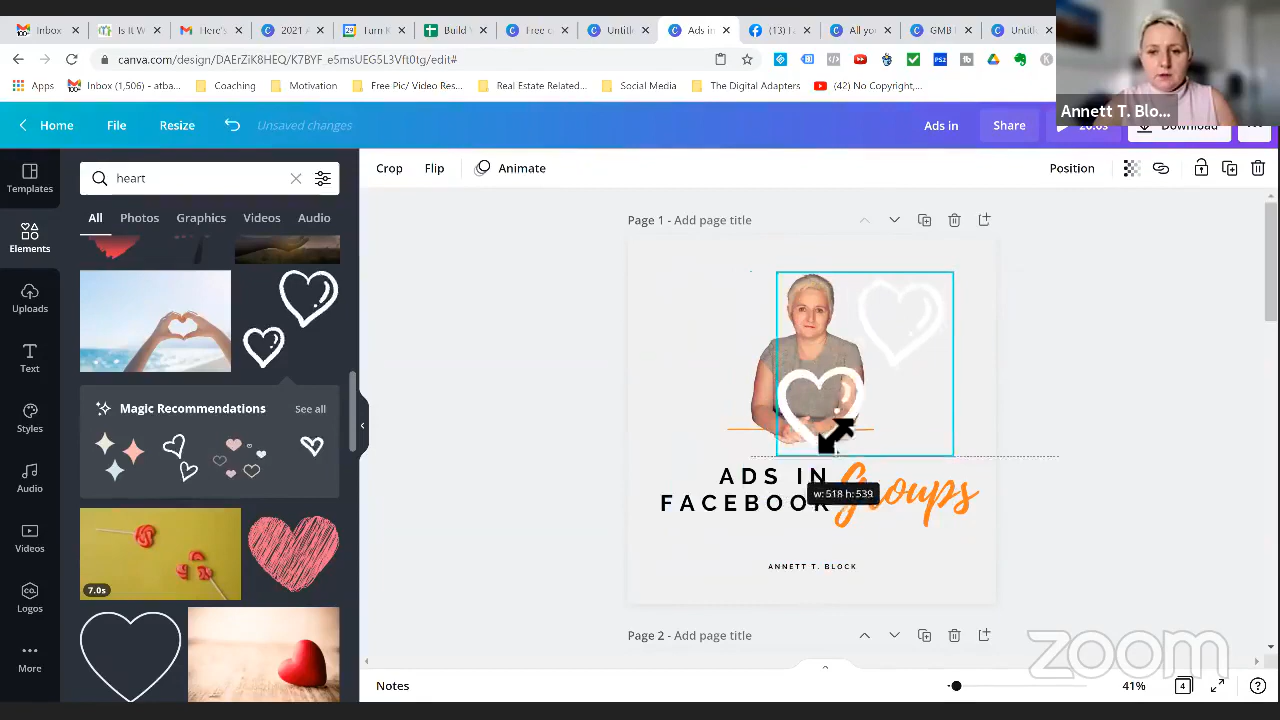 Inbox
Is It W
Here's
2021
Turn
Build
Free c
Untitl
Ads in
(13) F
All yo
GMB
Untitl
canva.com/design/
/edit#
Apps
Inbox (506) - atba...
Coaching
Motivation
Free Pic/ Video Re...
Real Estate Related...
Social Media
The Digital Adapters
(42) No Copyright,...
Annett T. Blo...
Home
File
Resize
Unsaved changes
Ads in
Share
Download
Templates
Elements
Uploads
Text
Styles
Audio
Videos
Logos
More
heart
All
Photos
Graphics
Videos
Audio
Magic Recommendations
See all
7.0s
Crop
Flip
Animate
Position
Page 1 - Add page title
ADS IN
FACEBOOK
Groups
w: 518 h: 539
ANNETT T. BLOCK
Page 2 - Add page title
Notes
41%
4
zoom